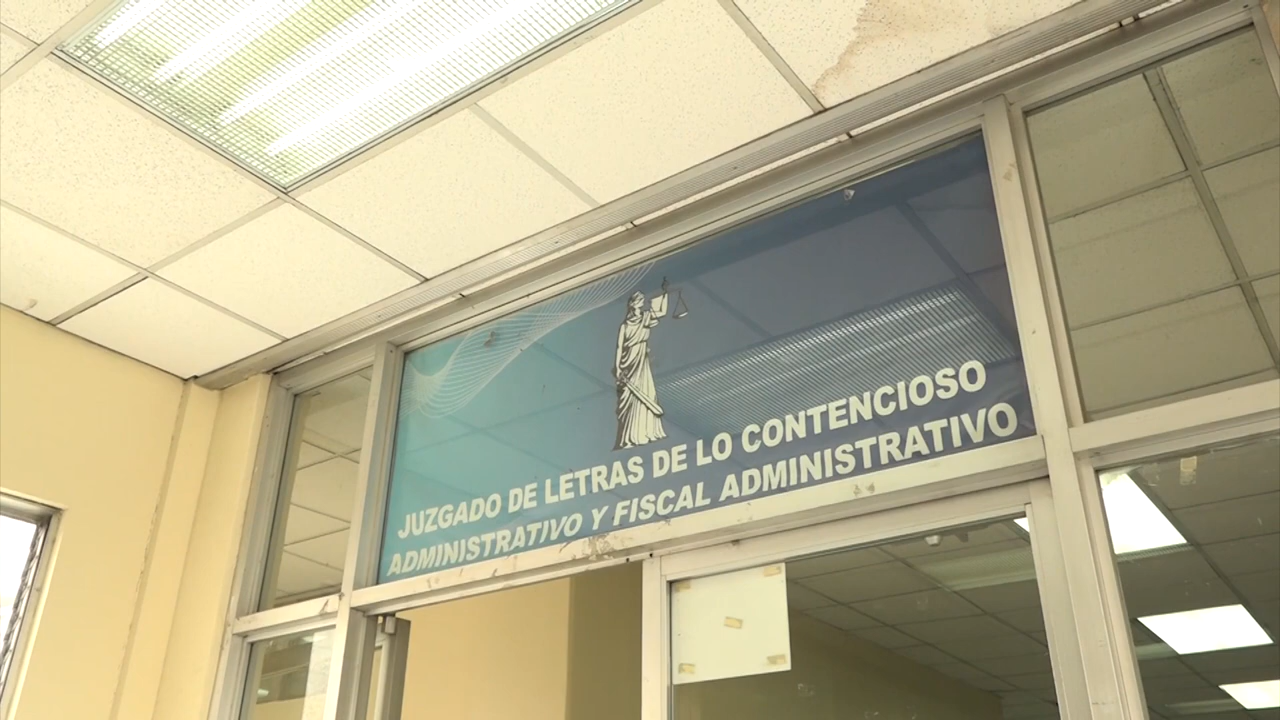 JUZGADO DE LETRAS DE LO CONTENCIOSO
ADMINISTRATIVO Y FISCAL ADMINISTRATIVO